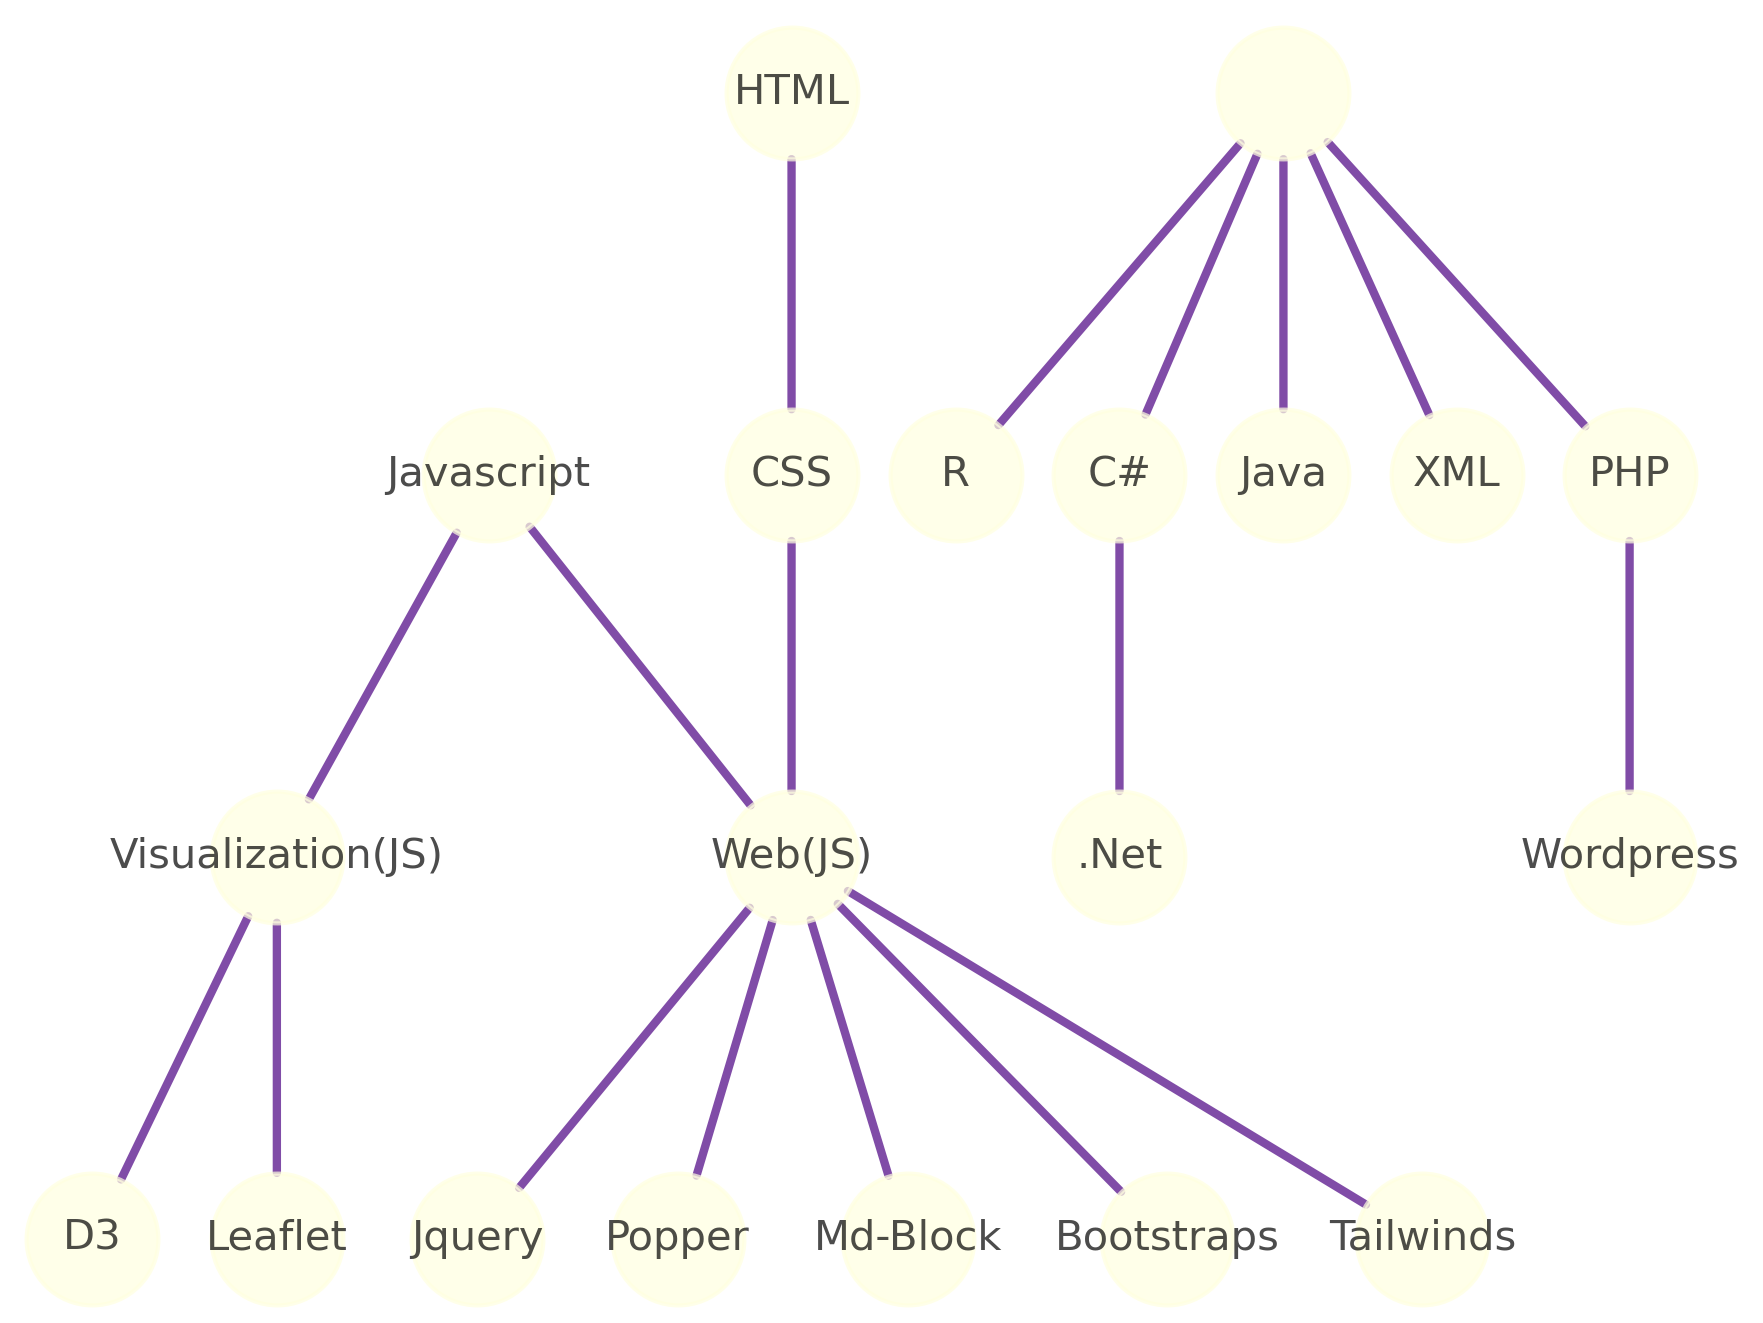 HTML
Javascript
CSS
R
C#
Java
XML
PHP
Visualization(JS)
Web(JS)
.Net
Wordpress
D3
Leaflet
Jquery
Popper
Md-Block
Bootstraps
Tailwinds